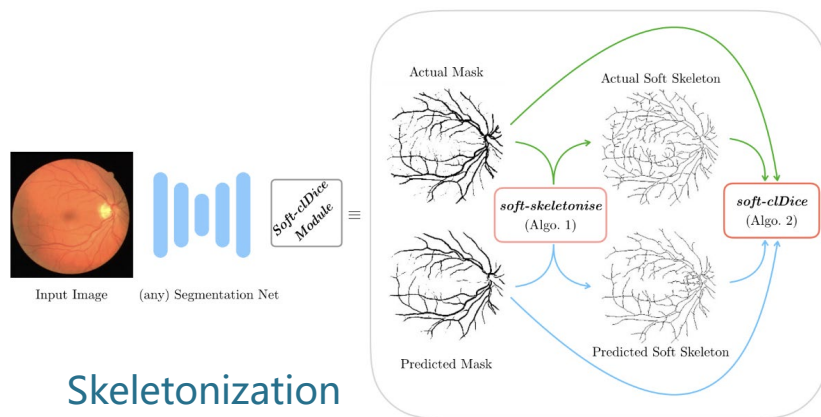 Actual Mask
Actual Soft Skeleton
Soft-clDice
Module
≡
soft-skeletonise
(Algo. 1)
soft-clDice
(Algo. 2)
Input Image
(any) Segmentation Net
Predicted Mask
Predicted Soft Skeleton
Skeletonization